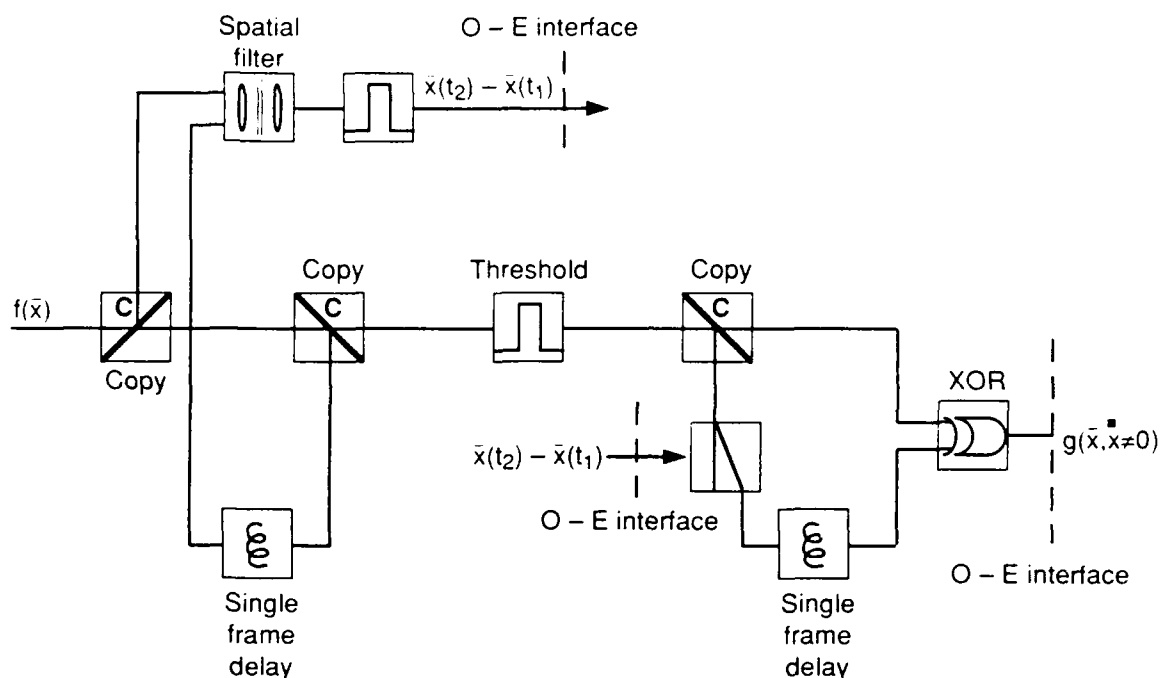 Spatial
filter
O – E interface
x̄(t₂) – x̄(t₁)
Copy
Threshold
Copy
f(x̄)
C
C
C
Copy
XOR
x̄(t₂) – x̄(t₁)
g(x̄,ẋ≠0)
O – E interface
O – E interface
Single
frame
delay
Single
frame
delay